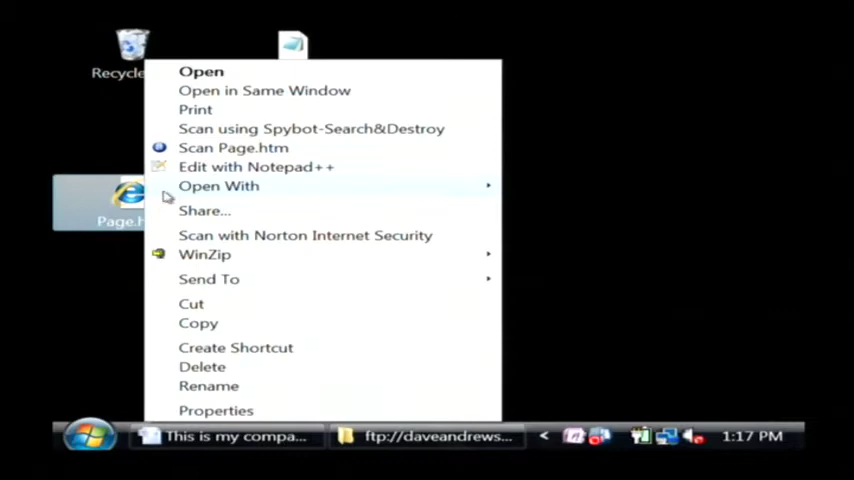 Recycle
Open
Open in Same Window
Print
Scan using Spybot-Search&Destroy
Scan Page.htm
Edit with Notepad++
Open With
Page.h
Share...
Scan with Norton Internet Security
WinZip
Send To
Cut
Copy
Create Shortcut
Delete
Rename
Properties
This is my compa...
ftp://daveandrews...
1:17 PM